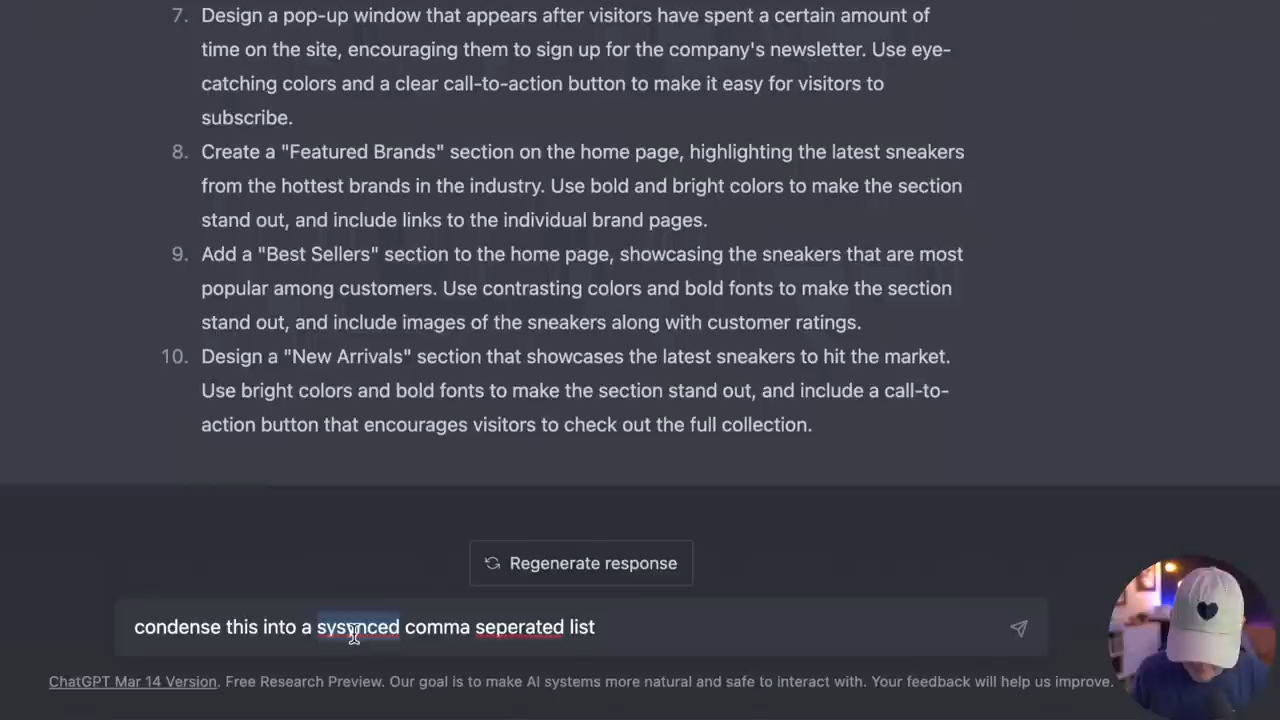 7. Design a pop-up window that appears after visitors have spent a certain amount of
time on the site, encouraging them to sign up for the company's newsletter. Use eye-
catching colors and a clear call-to-action button to make it easy for visitors to
subscribe.
8. Create a "Featured Brands" section on the home page, highlighting the latest sneakers
from the hottest brands in the industry. Use bold and bright colors to make the section
stand out, and include links to the individual brand pages.
9. Add a "Best Sellers" section to the home page, showcasing the sneakers that are most
popular among customers. Use contrasting colors and bold fonts to make the section
stand out, and include images of the sneakers along with customer ratings.
10. Design a "New Arrivals" section that showcases the latest sneakers to hit the market.
Use bright colors and bold fonts to make the section stand out, and include a call-to-
action button that encourages visitors to check out the full collection.
Regenerate response
condense this into a sysynced comma seperated list
ChatGPT Mar 14 Version. Free Research Preview. Our goal is to make AI systems more natural and safe to interact with. Your feedback will help us improve.